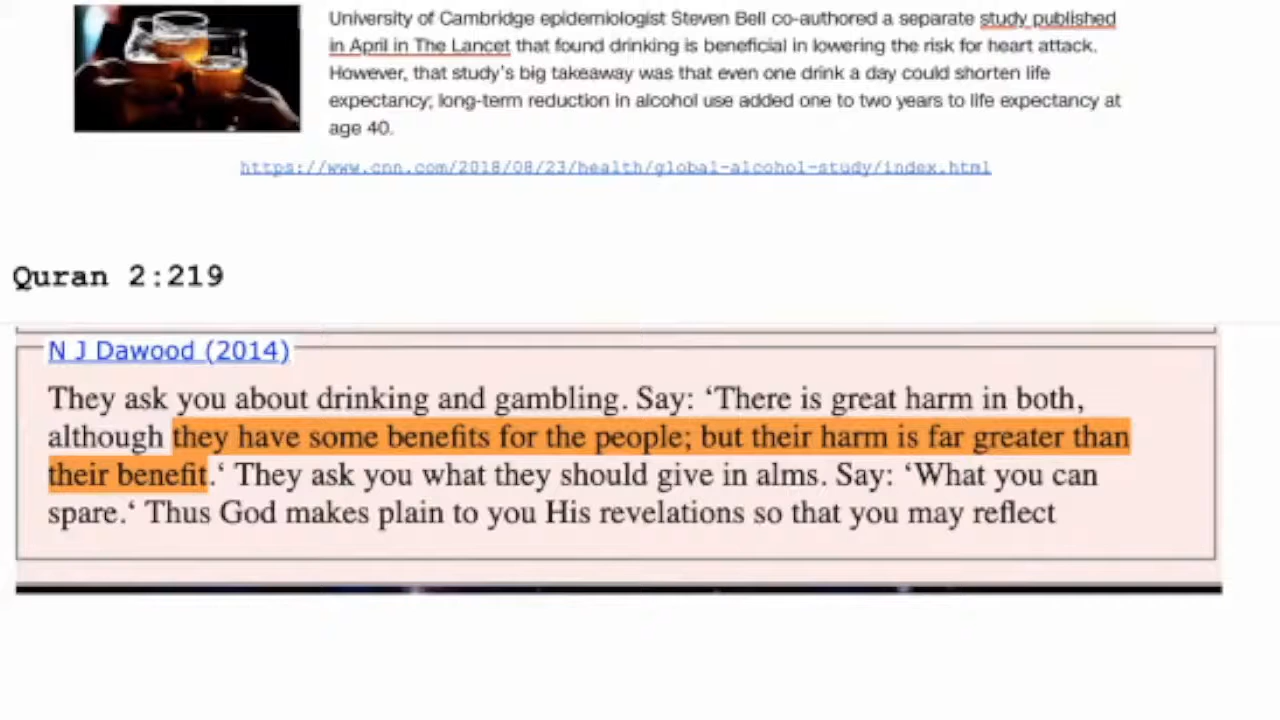 University of Cambridge epidemiologist Steven Bell co-authored a separate study published
in April in The Lancet that found drinking is beneficial in lowering the risk for heart attack.
However, that study's big takeaway was that even one drink a day could shorten life
expectancy; long-term reduction in alcohol use added one to two years to life expectancy at
age 40.
https://www.cnn.com/2018/08/23/health/global-alcohol-study/index.html
Quran 2:219
N J Dawood (2014)
They ask you about drinking and gambling. Say: ‘There is great harm in both,
although they have some benefits for the people; but their harm is far greater than
their benefit.‘ They ask you what they should give in alms. Say: ‘What you can
spare.‘ Thus God makes plain to you His revelations so that you may reflect